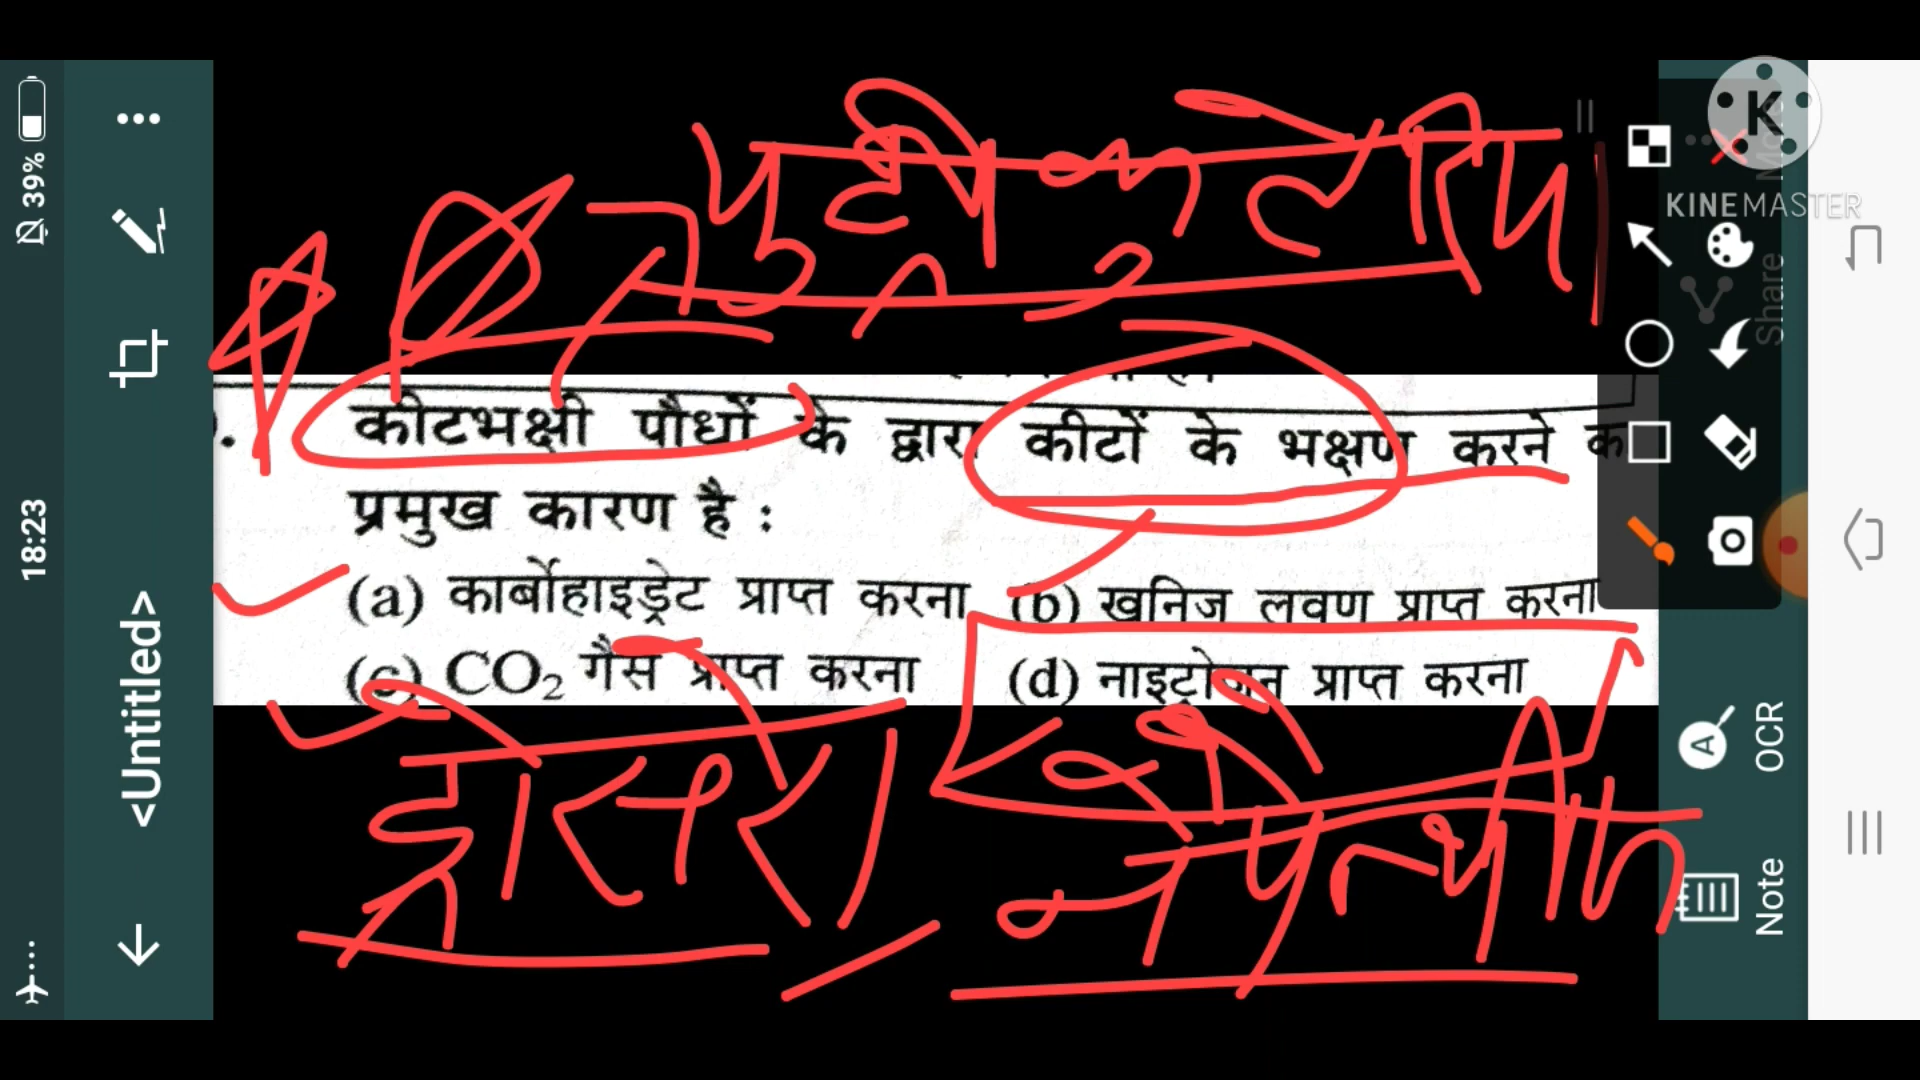 KINEMASTER
यूट्रीकुलेरिया
कीटभक्षी पौधों के द्वारा कीटों के भक्षण करने का
प्रमुख कारण है :
(a) कार्बोहाइड्रेट प्राप्त करना (b) खनिज लवण प्राप्त करना
(c) CO₂ गैस प्राप्त करना (d) नाइट्रोजन प्राप्त करना
ड्रोसेरा
नेपेन्थीज
39%
18:23
<Untitled>
More
Share
OCR
Note